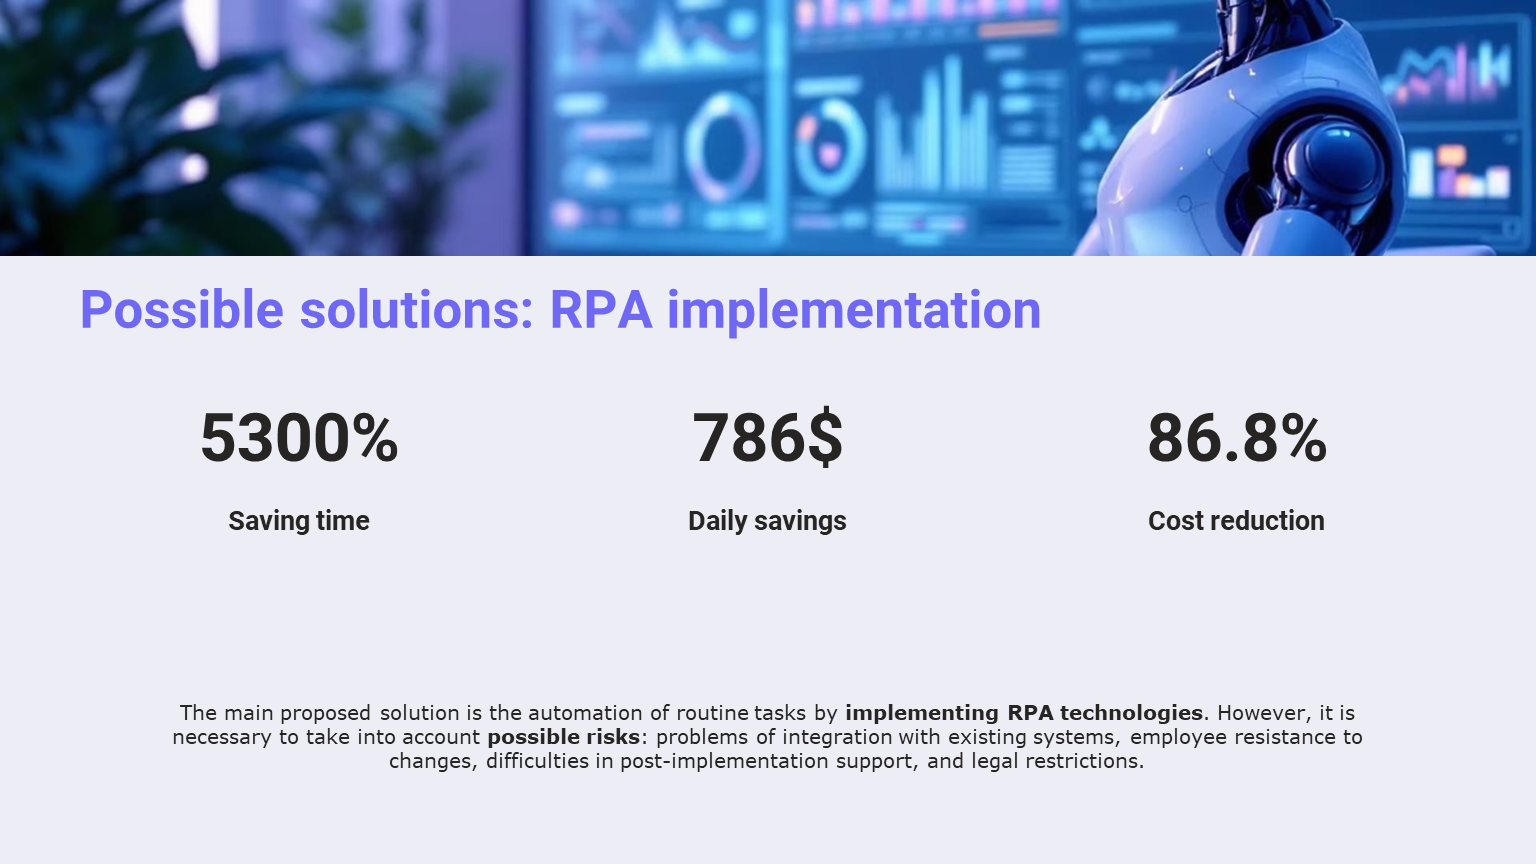 Possible solutions: RPA implementation
5300%
786$
86.8%
Saving time
Daily savings
Cost reduction
The main proposed solution is the automation of routine tasks by implementing RPA technologies. However, it is
necessary to take into account possible risks: problems of integration with existing systems, employee resistance to
changes, difficulties in post-implementation support, and legal restrictions.